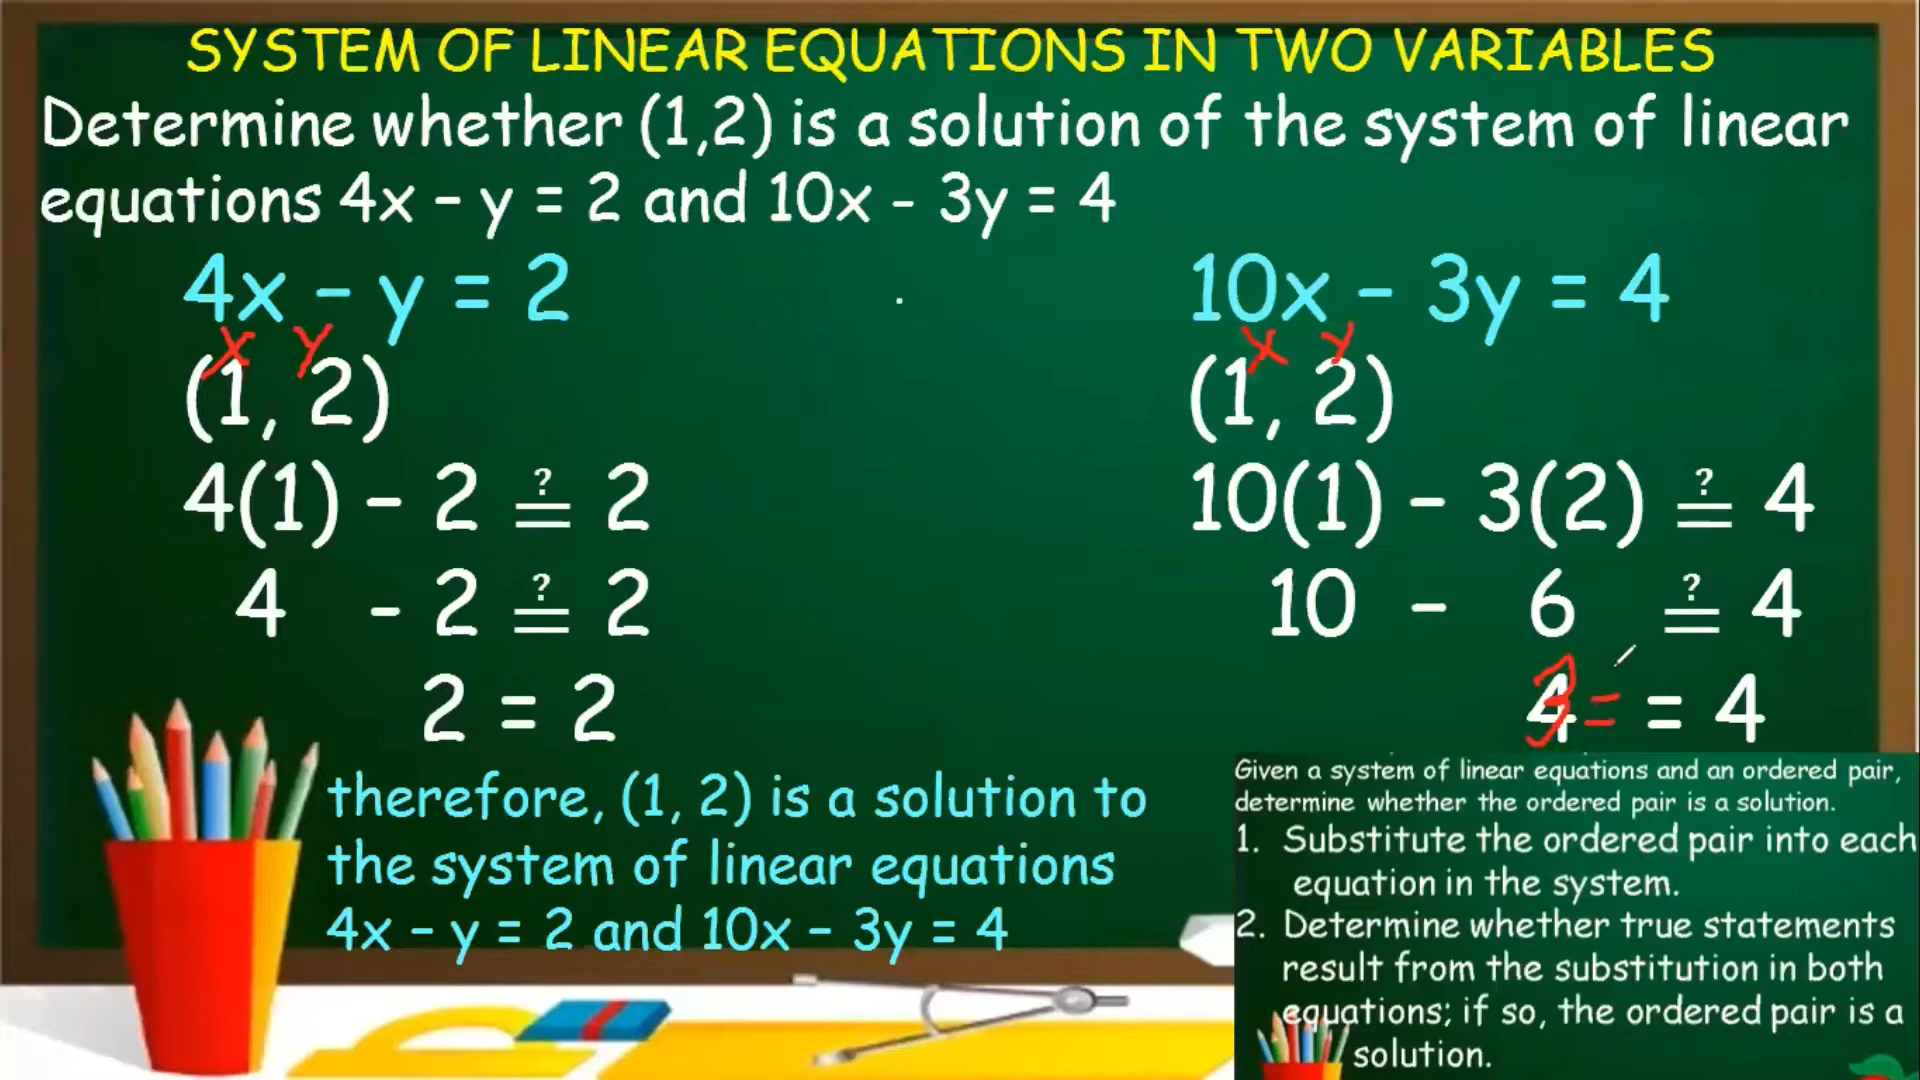 SYSTEM OF LINEAR EQUATIONS IN TWO VARIABLES
Determine whether (1,2) is a solution of the system of linear
equations 4x – y = 2 and 10x - 3y = 4
4x – y = 2
x y
(1, 2)
4(1) – 2 ≟ 2
4 - 2 ≟ 2
2 = 2
10x – 3y = 4
x y
(1, 2)
10(1) – 3(2) ≟ 4
10 – 6 ≟ 4
4 = 4
3 =
therefore, (1, 2) is a solution to
the system of linear equations
4x – y = 2 and 10x – 3y = 4
Given a system of linear equations and an ordered pair,
determine whether the ordered pair is a solution.
1. Substitute the ordered pair into each
equation in the system.
2. Determine whether true statements
result from the substitution in both
equations; if so, the ordered pair is a
solution.